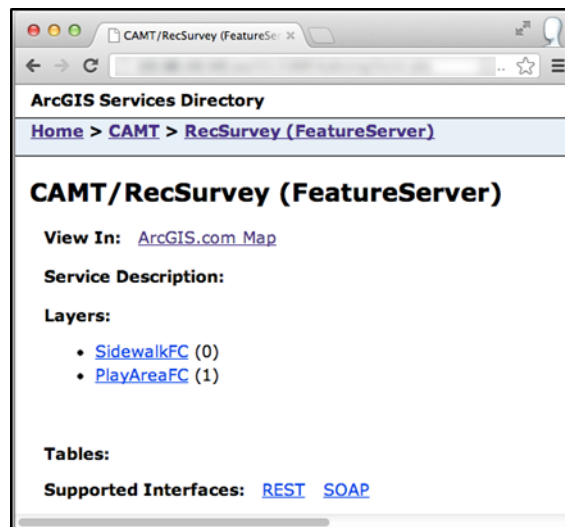 CAMT/RecSurvey (FeatureSer
ArcGIS Services Directory
Home > CAMT > RecSurvey (FeatureServer)
CAMT/RecSurvey (FeatureServer)
View In: ArcGIS.com Map
Service Description:
Layers:
• SidewalkFC (0)
• PlayAreaFC (1)
Tables:
Supported Interfaces: REST SOAP